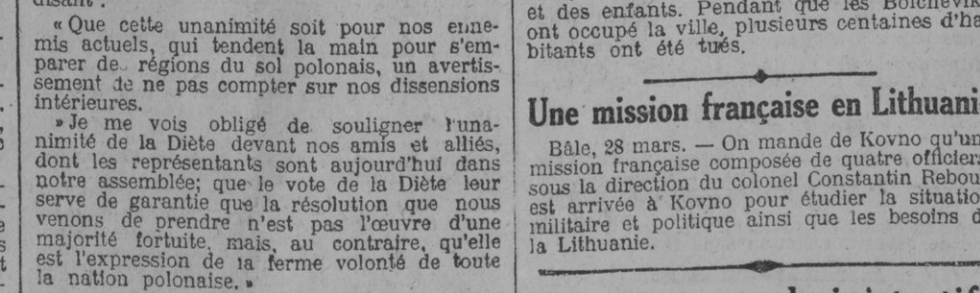 « Que cette unanimité soit pour nos enne-
mis actuels, qui tendent la main pour s'em-
parer de régions du sol polonais, un avertis-
sement de ne pas compter sur nos dissensions
intérieures.
» Je me vois obligé de souligner l'una-
nimité de la Diète devant nos amis et alliés,
dont les représentants sont aujourd'hui dans
notre assemblée; que le vote de la Diète leur
serve de garantie que la résolution que nous
venons de prendre n'est pas l'œuvre d'une
majorité fortuite, mais, au contraire, qu'elle
est l'expression de la ferme volonté de toute
la nation polonaise. »
et des enfants. Pendant que les
ont occupé la ville, plusieurs centaines d'ha
bitants ont été tués.
Une mission française en Lithuani
Bâle, 28 mars. — On mande de Kovno qu'un
mission française composée de quatre officier
sous la direction du colonel Constantin Rebou
est arrivée à Kovno pour étudier la situatio
militaire et politique ainsi que les besoins d
la Lithuanie.